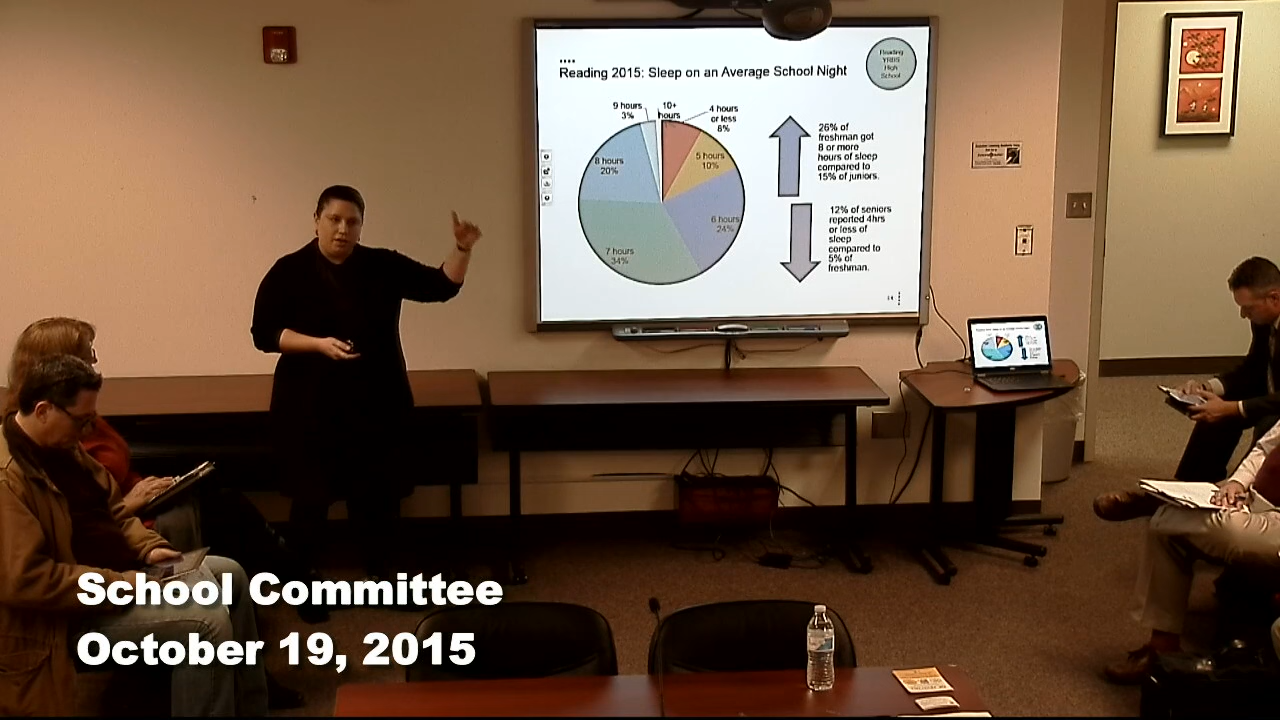 Reading 2015: Sleep on an Average School Night
Reading
YRBS
High
School
9 hours
3%
10+
hours
4 hours
or less
8%
8 hours
20%
5 hours
10%
6 hours
24%
7 hours
34%
26% of
freshman got
8 or more
hours of sleep
compared to
15% of juniors.
12% of seniors
reported 4hrs
or less of
sleep
compared to
5% of
freshman.
School Committee
October 19, 2015